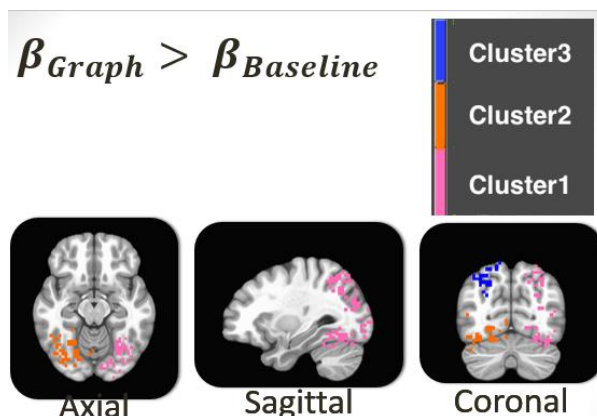 β_Graph > β_Baseline
Cluster3
Cluster2
Cluster1
Axial
Sagittal
Coronal